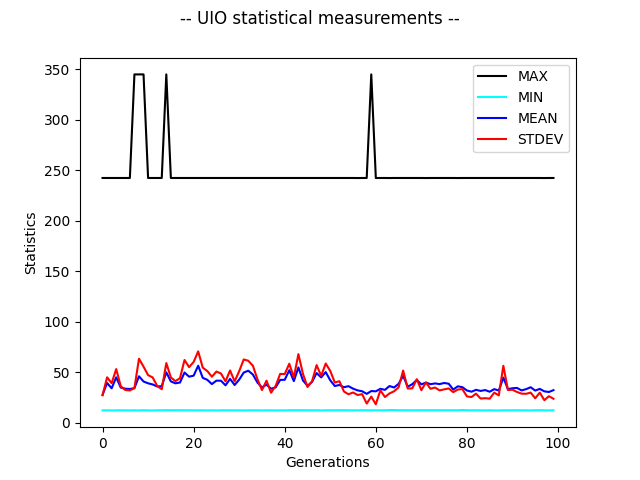 -- UIO statistical measurements --
MAX
MIN
MEAN
STDEV
Statistics
350
300
250
200
150
100
50
0
0 20 40 60 80 100
Generations